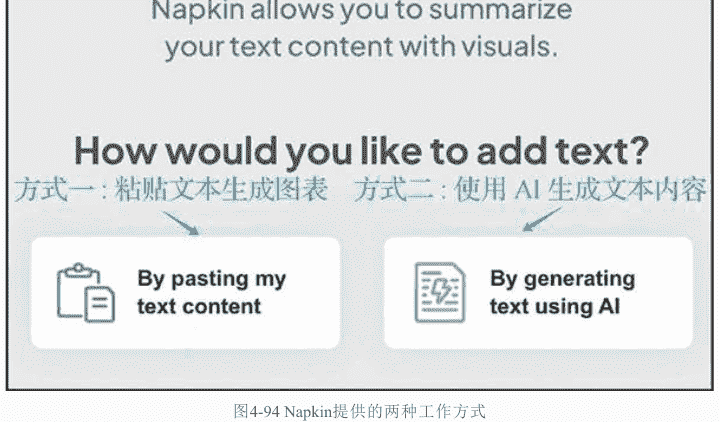 Napkin allows you to summarize
your text content with visuals.
How would you like to add text?
方式一：粘贴文本生成图表
方式二：使用 AI 生成文本内容
By pasting my
text content
By generating
text using AI
图4-94 Napkin提供的两种工作方式